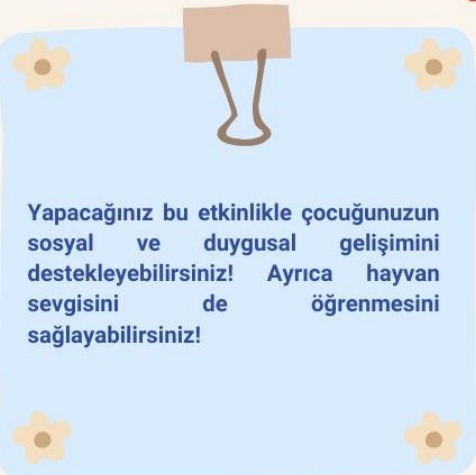 Yapacağınız bu etkinlikle çocuğunuzun
sosyal ve duygusal gelişimini
destekleyebilirsiniz! Ayrıca hayvan
sevgisini de öğrenmesini
sağlayabilirsiniz!